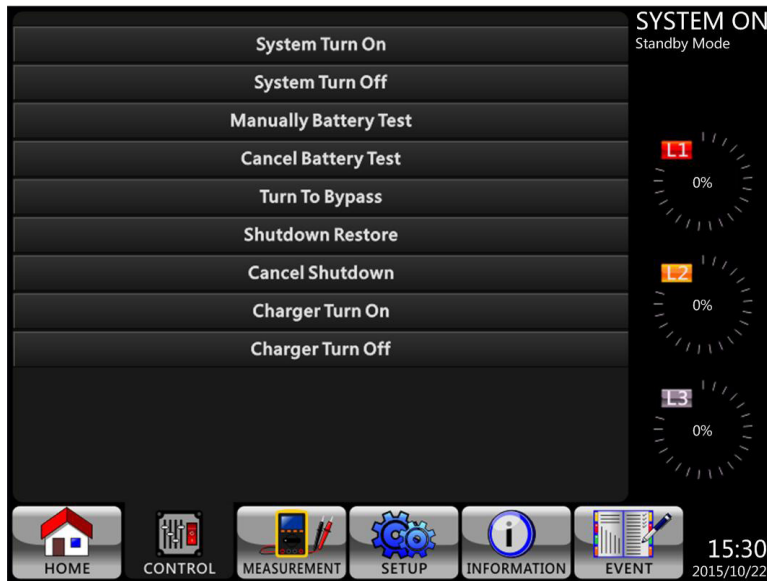 SYSTEM ON
Standby Mode
System Turn On
System Turn Off
Manually Battery Test
Cancel Battery Test
Turn To Bypass
Shutdown Restore
Cancel Shutdown
Charger Turn On
Charger Turn Off
L1
0%
L2
0%
L3
0%
HOME
CONTROL
MEASUREMENT
SETUP
INFORMATION
EVENT
15:30
2015/10/22